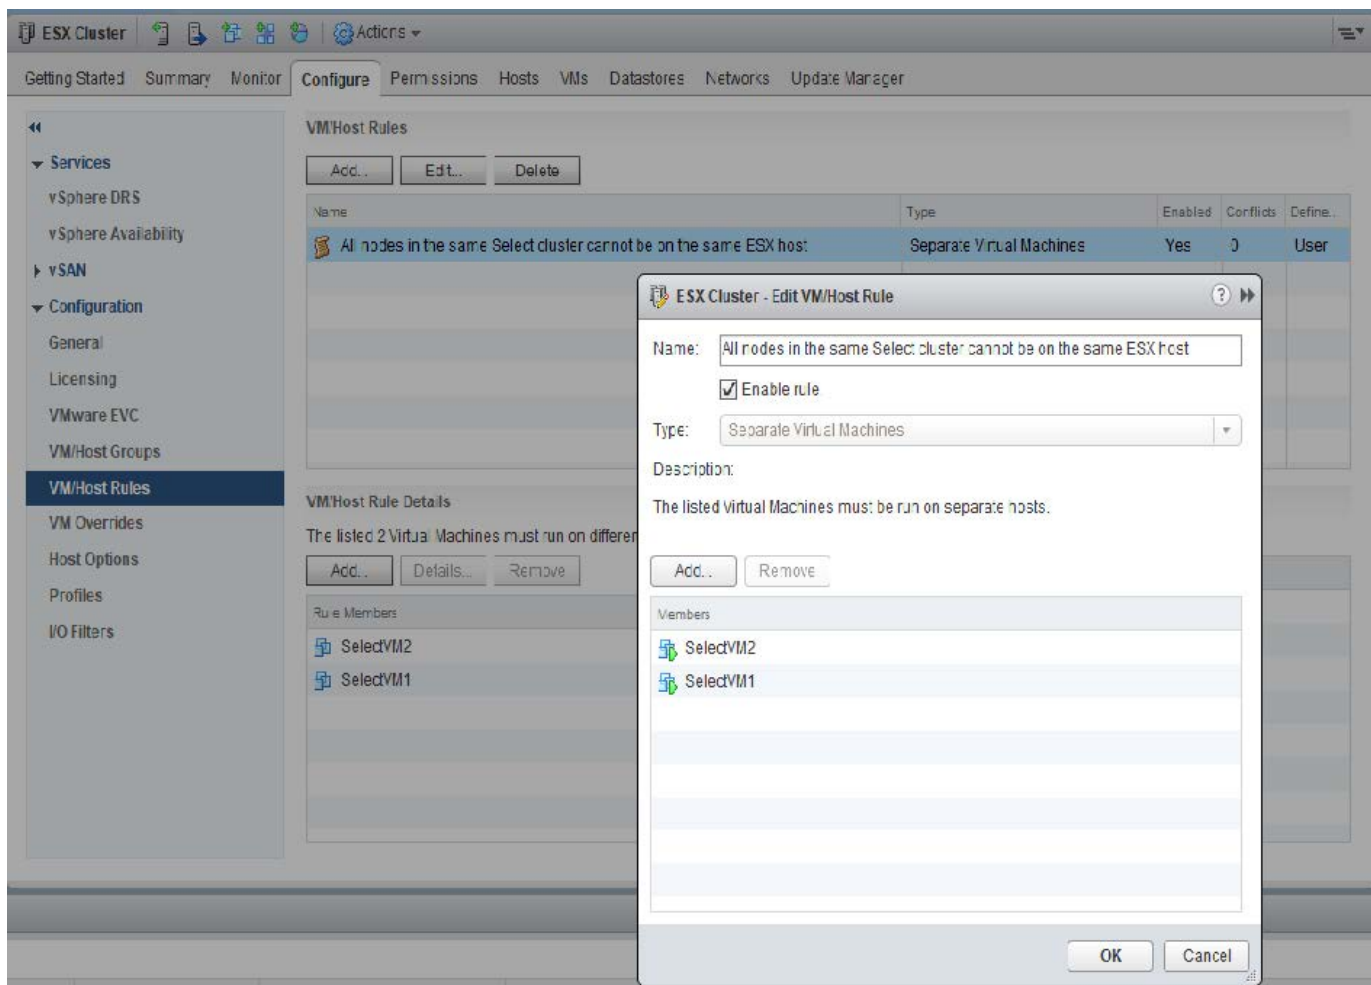 ESX Cluster Actions
Getting Started Summary Monitor Configure Permissions Hosts VMs Datastores Networks Update Manager
Services
vSphere DRS
vSphere Availability
vSAN
Configuration
General
Licensing
VMware EVC
VM/Host Groups
VM/Host Rules
VM Overrides
Host Options
Profiles
I/O Filters
VM/Host Rules
Add... Edit... Delete
Name Type Enabled Conflicts Define...
All nodes in the same Select cluster cannot be on the same ESX host Separate Virtual Machines Yes 0 User
VM/Host Rule Details
The listed 2 Virtual Machines must run on differen
Add... Details... Remove
Rule Members
SelectVM2
SelectVM1
ESX Cluster - Edit VM/Host Rule ?
Name: All nodes in the same Select cluster cannot be on the same ESX host
Enable rule
Type: Separate Virtual Machines
Description:
The listed Virtual Machines must be run on separate hosts.
Add... Remove
Members
SelectVM2
SelectVM1
OK Cancel